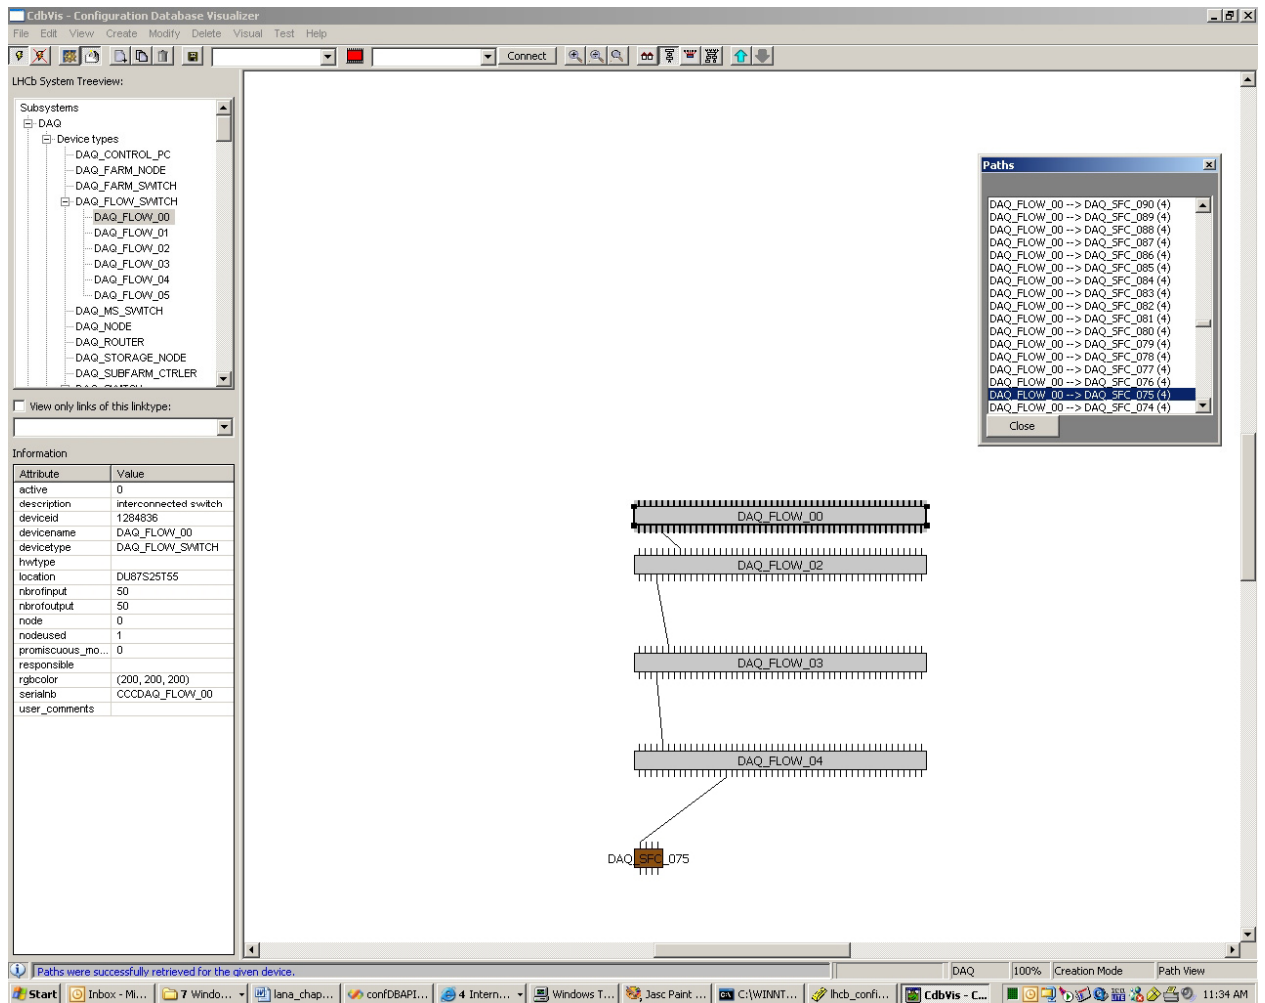 CdbVis - Configuration Database Visualizer
File Edit View Create Modify Delete Visual Test Help
Connect
LHCb System Treeview:
Subsystems
DAQ
Device types
DAQ_CONTROL_PC
DAQ_FARM_NODE
DAQ_FARM_SWITCH
DAQ_FLOW_SWITCH
DAQ_FLOW_00
DAQ_FLOW_01
DAQ_FLOW_02
DAQ_FLOW_03
DAQ_FLOW_04
DAQ_FLOW_05
DAQ_MS_SWITCH
DAQ_NODE
DAQ_ROUTER
DAQ_STORAGE_NODE
DAQ_SUBFARM_CTRLER
View only links of this linktype:
Information
Attribute Value
active 0
description interconnected switch
deviceid 1284836
devicename DAQ_FLOW_00
devicetype DAQ_FLOW_SWITCH
hwtype
location DU87S25T55
nbrofinput 50
nbrofoutput 50
node 0
nodeused 1
promiscuous_mo... 0
responsible
rgbcolor (200, 200, 200)
serialnb CCCDAQ_FLOW_00
user_comments
Paths
DAQ_FLOW_00 --> DAQ_SFC_090 (4)
DAQ_FLOW_00 --> DAQ_SFC_089 (4)
DAQ_FLOW_00 --> DAQ_SFC_088 (4)
DAQ_FLOW_00 --> DAQ_SFC_087 (4)
DAQ_FLOW_00 --> DAQ_SFC_086 (4)
DAQ_FLOW_00 --> DAQ_SFC_085 (4)
DAQ_FLOW_00 --> DAQ_SFC_084 (4)
DAQ_FLOW_00 --> DAQ_SFC_083 (4)
DAQ_FLOW_00 --> DAQ_SFC_082 (4)
DAQ_FLOW_00 --> DAQ_SFC_081 (4)
DAQ_FLOW_00 --> DAQ_SFC_080 (4)
DAQ_FLOW_00 --> DAQ_SFC_079 (4)
DAQ_FLOW_00 --> DAQ_SFC_078 (4)
DAQ_FLOW_00 --> DAQ_SFC_077 (4)
DAQ_FLOW_00 --> DAQ_SFC_076 (4)
DAQ_FLOW_00 --> DAQ_SFC_075 (4)
DAQ_FLOW_00 --> DAQ_SFC_074 (4)
Close
DAQ_FLOW_00
DAQ_FLOW_02
DAQ_FLOW_03
DAQ_FLOW_04
DAQ_SFC_075
Paths were successfully retrieved for the given device. DAQ 100% Creation Mode Path View
Start Inbox - Mi... 7 Windo... lana_chap... confDBAPI... 4 Intern... Windows T... Jasc Paint ... C:\WINNT... lhcb_confi... CdbVis - C... 11:34 AM